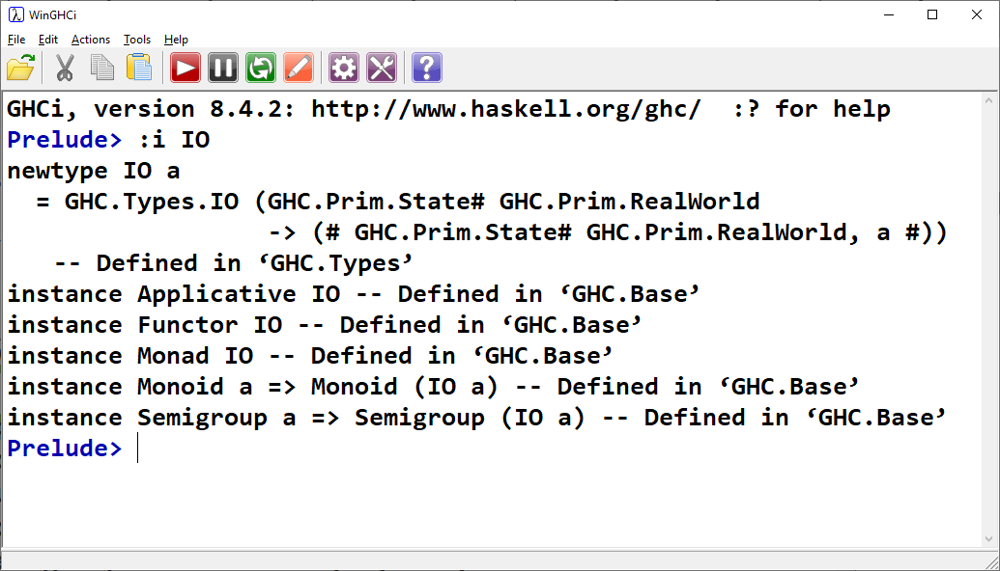 WinGHCi
File Edit Actions Tools Help
GHCi, version 8.4.2: http://www.haskell.org/ghc/  :? for help
Prelude> :i IO
newtype IO a
  = GHC.Types.IO (GHC.Prim.State# GHC.Prim.RealWorld
                  -> (# GHC.Prim.State# GHC.Prim.RealWorld, a #))
   -- Defined in ‘GHC.Types’
instance Applicative IO -- Defined in ‘GHC.Base’
instance Functor IO -- Defined in ‘GHC.Base’
instance Monad IO -- Defined in ‘GHC.Base’
instance Monoid a => Monoid (IO a) -- Defined in ‘GHC.Base’
instance Semigroup a => Semigroup (IO a) -- Defined in ‘GHC.Base’
Prelude>